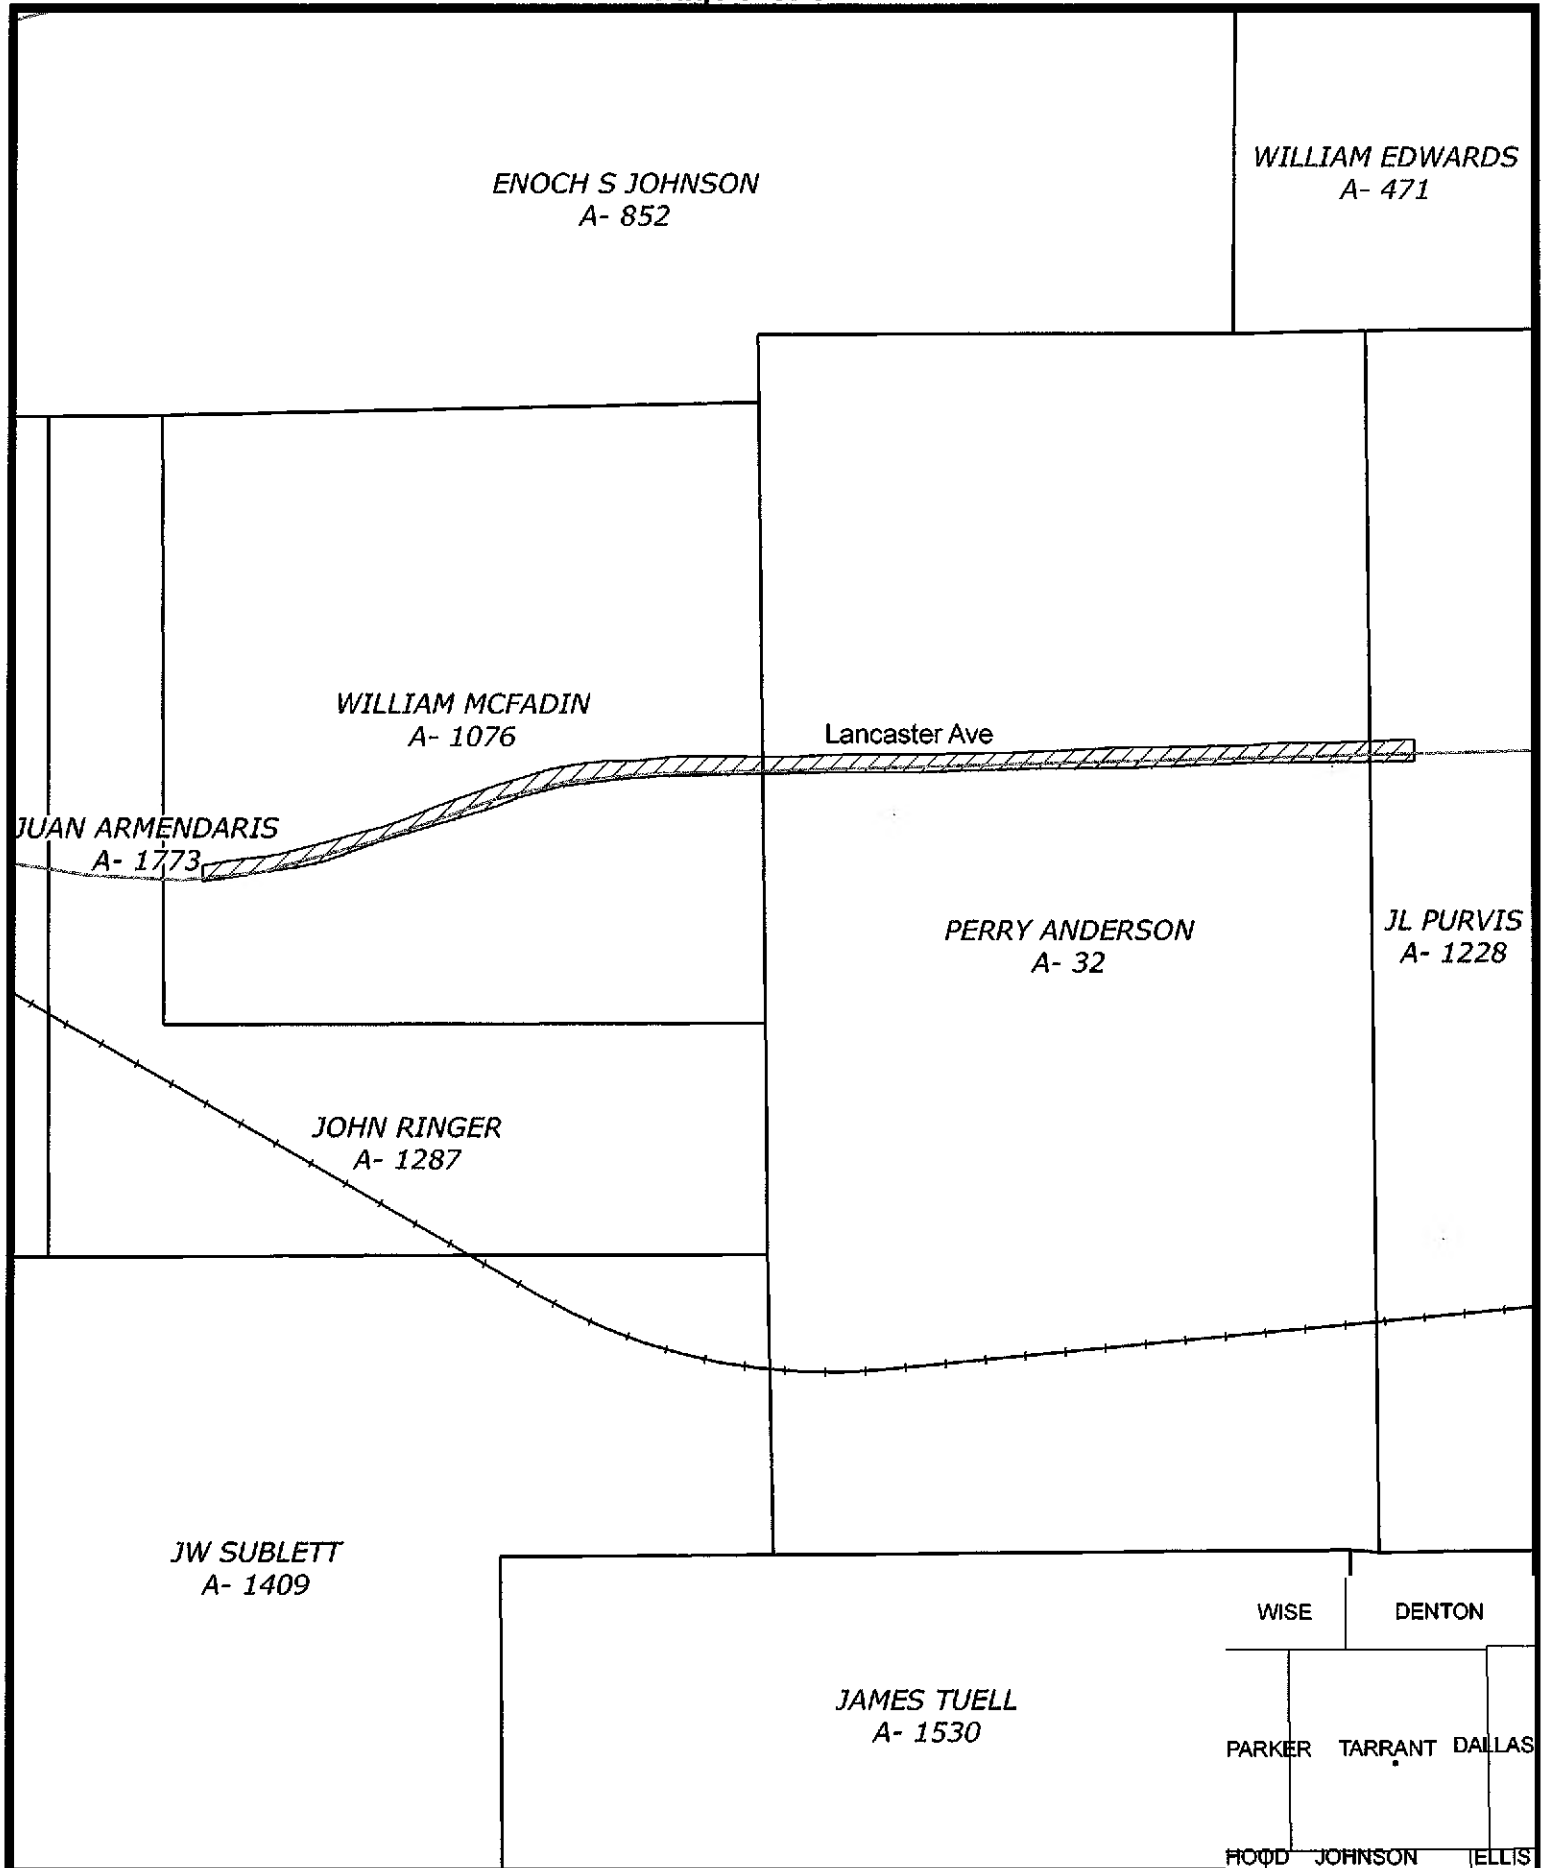 ENOCH S JOHNSON
A- 852
WILLIAM EDWARDS
A- 471
WILLIAM MCFADIN
A- 1076
Lancaster Ave
JUAN ARMENDARIS
A- 1773
PERRY ANDERSON
A- 32
JL PURVIS
A- 1228
JOHN RINGER
A- 1287
JW SUBLETT
A- 1409
JAMES TUELL
A- 1530
WISE
DENTON
PARKER
TARRANT
DALLAS
HOOD
JOHNSON
ELLIS